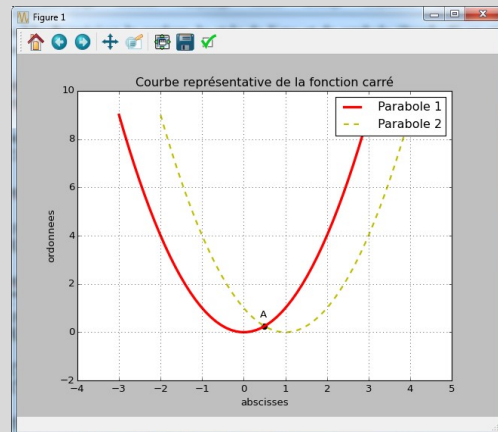 Figure 1
Courbe représentative de la fonction carré
Parabole 1
Parabole 2
10
8
6
4
2
0
−2
ordonnees
A
−4 −3 −2 −1 0 1 2 3 4 5
abscisses